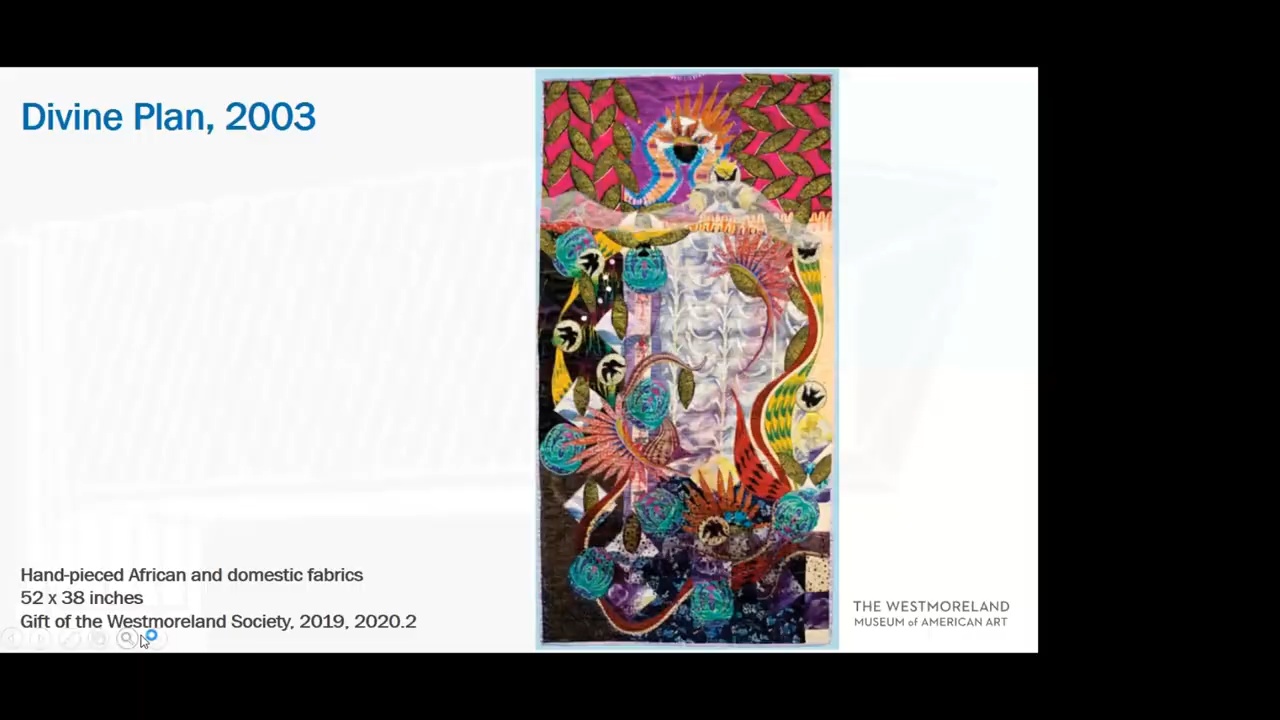 Divine Plan, 2003
Hand-pieced African and domestic fabrics
52 x 38 inches
Gift of the Westmoreland Society, 2019, 2020.2
THE WESTMORELAND
MUSEUM of AMERICAN ART